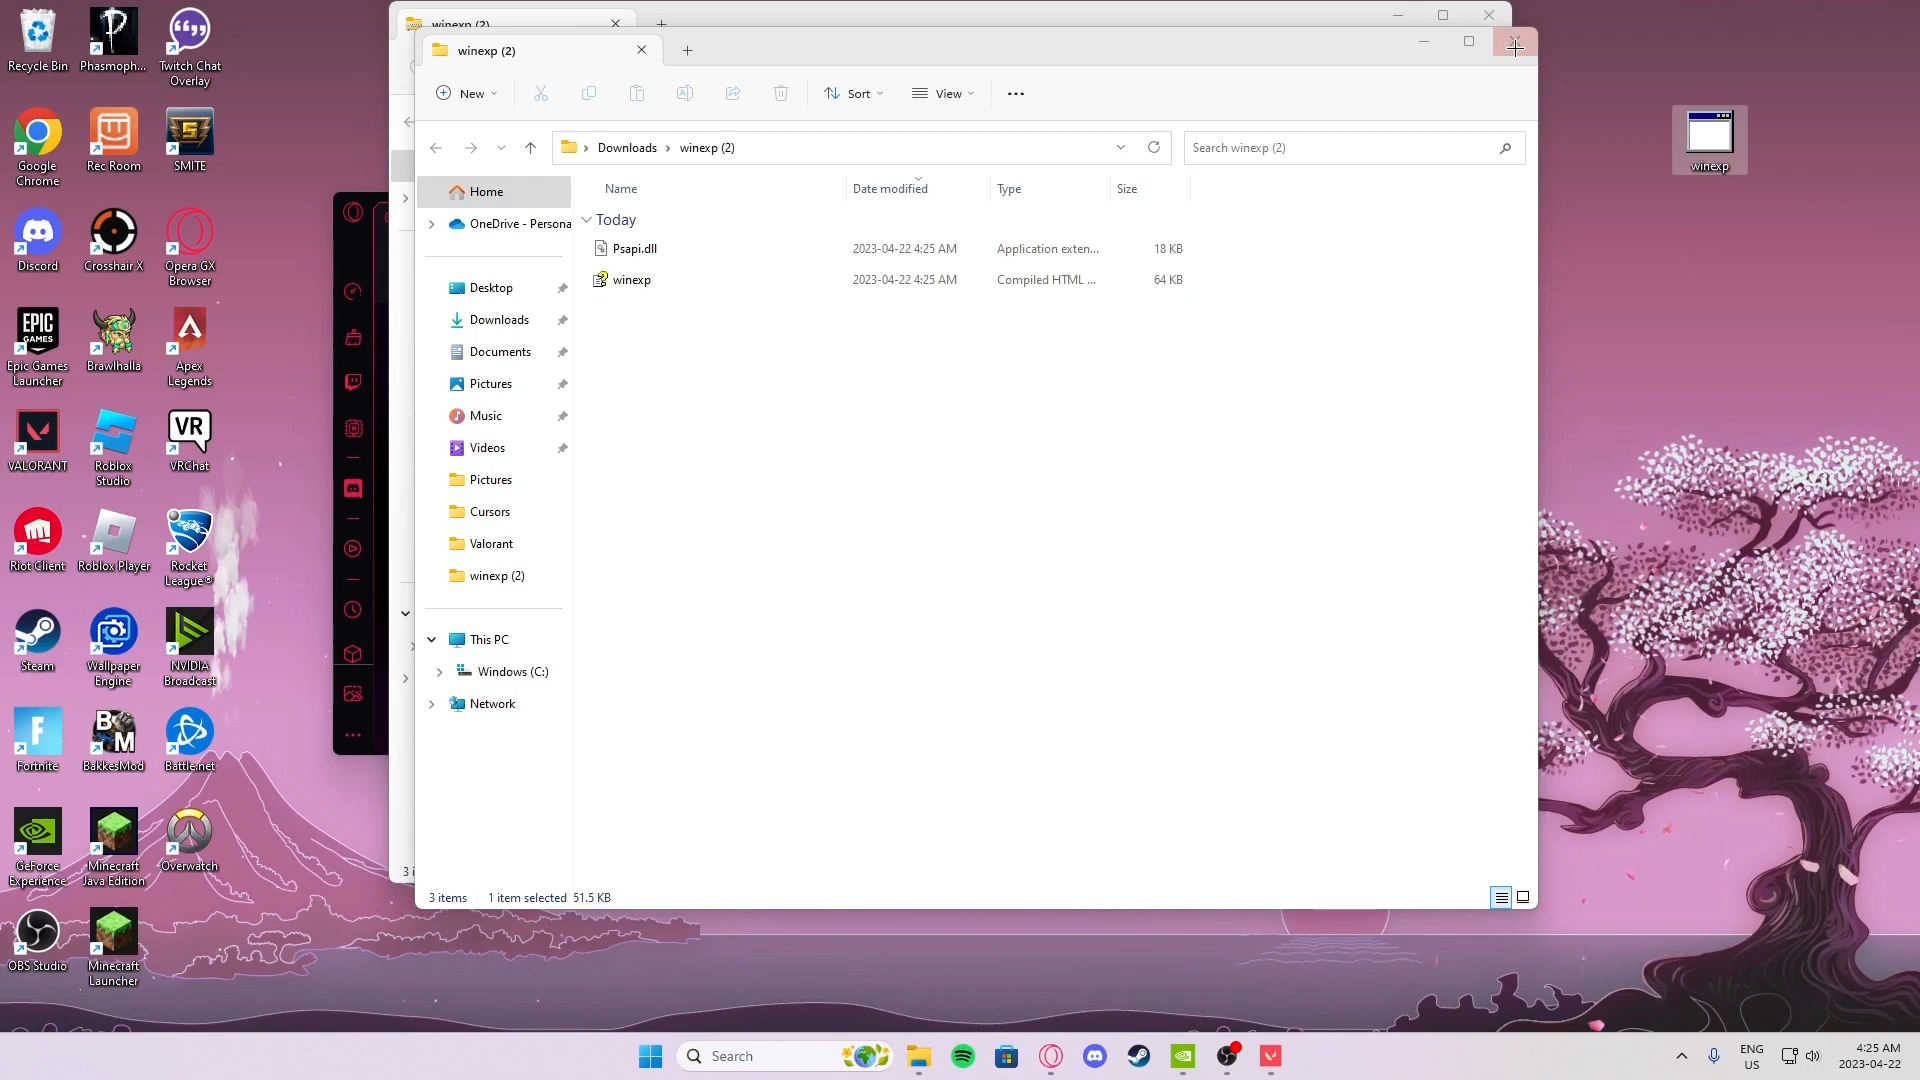 winexp (2)
winexp (2)
New
Sort
View
Downloads
winexp (2)
Search winexp (2)
Name
Date modified
Type
Size
Today
Psapi.dll
2023-04-22 4:25 AM
Application exten...
18 KB
winexp
2023-04-22 4:25 AM
Compiled HTML ...
64 KB
Home
OneDrive - Persona
Desktop
Downloads
Documents
Pictures
Music
Videos
Pictures
Cursors
Valorant
winexp (2)
This PC
Windows (C:)
Network
3 items
1 item selected 51.5 KB
3 i
winexp
Recycle Bin
Phasmoph...
Twitch Chat
Overlay
Google
Chrome
Rec Room
SMITE
Discord
Crosshair X
Opera GX
Browser
EPIC
GAMES
Epic Games
Launcher
Brawlhalla
Apex
Legends
VALORANT
Roblox
Studio
VR
VRChat
Riot Client
Roblox Player
Rocket
League®
Steam
Wallpaper
Engine
NVIDIA
Broadcast
Fortnite
B
M
BakkesMod
Battle.net
GeForce
Experience
Minecraft
Java Edition
Overwatch
OBS Studio
Minecraft
Launcher
Search
ENG
US
4:25 AM
2023-04-22